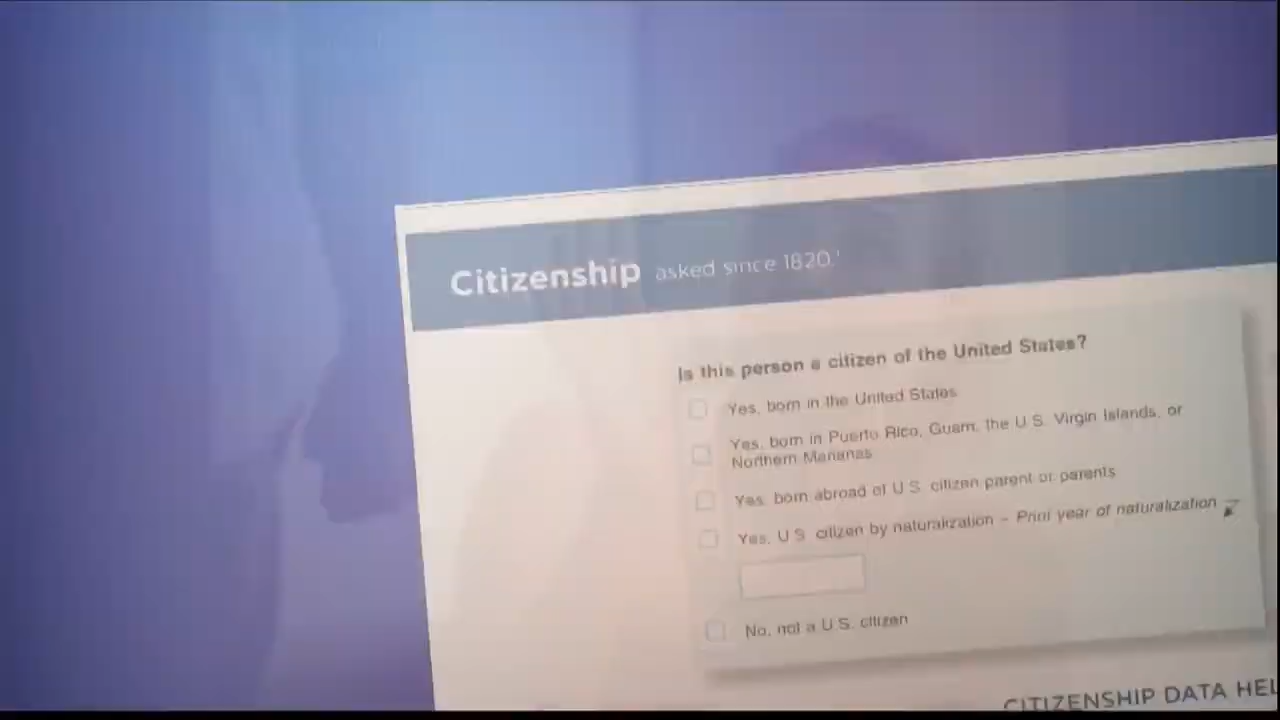 Citizenship asked since 1820.¹
Is this person a citizen of the United States?
Yes, born in the United States
Yes, born in Puerto Rico, Guam, the U.S. Virgin Islands, or
Northern Marianas
Yes, born abroad of U.S. citizen parent or parents
Yes, U.S. citizen by naturalization – Print year of naturalization
No, not a U.S. citizen
CITIZENSHIP DATA HEL